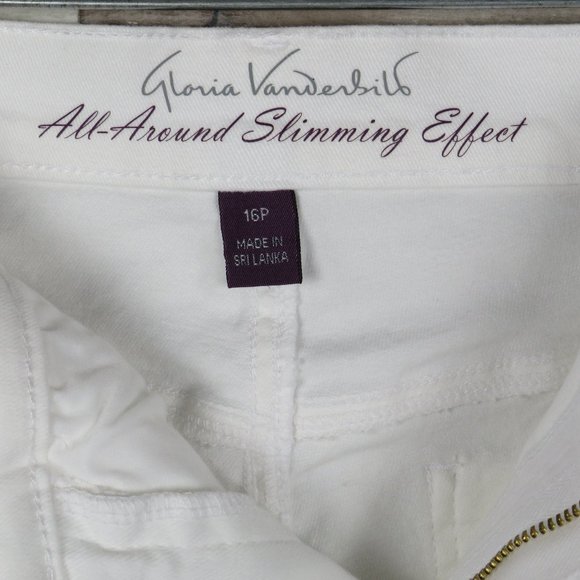 Gloria Vanderbilt
All-Around Slimming Effect
16P
MADE IN
SRI LANKA